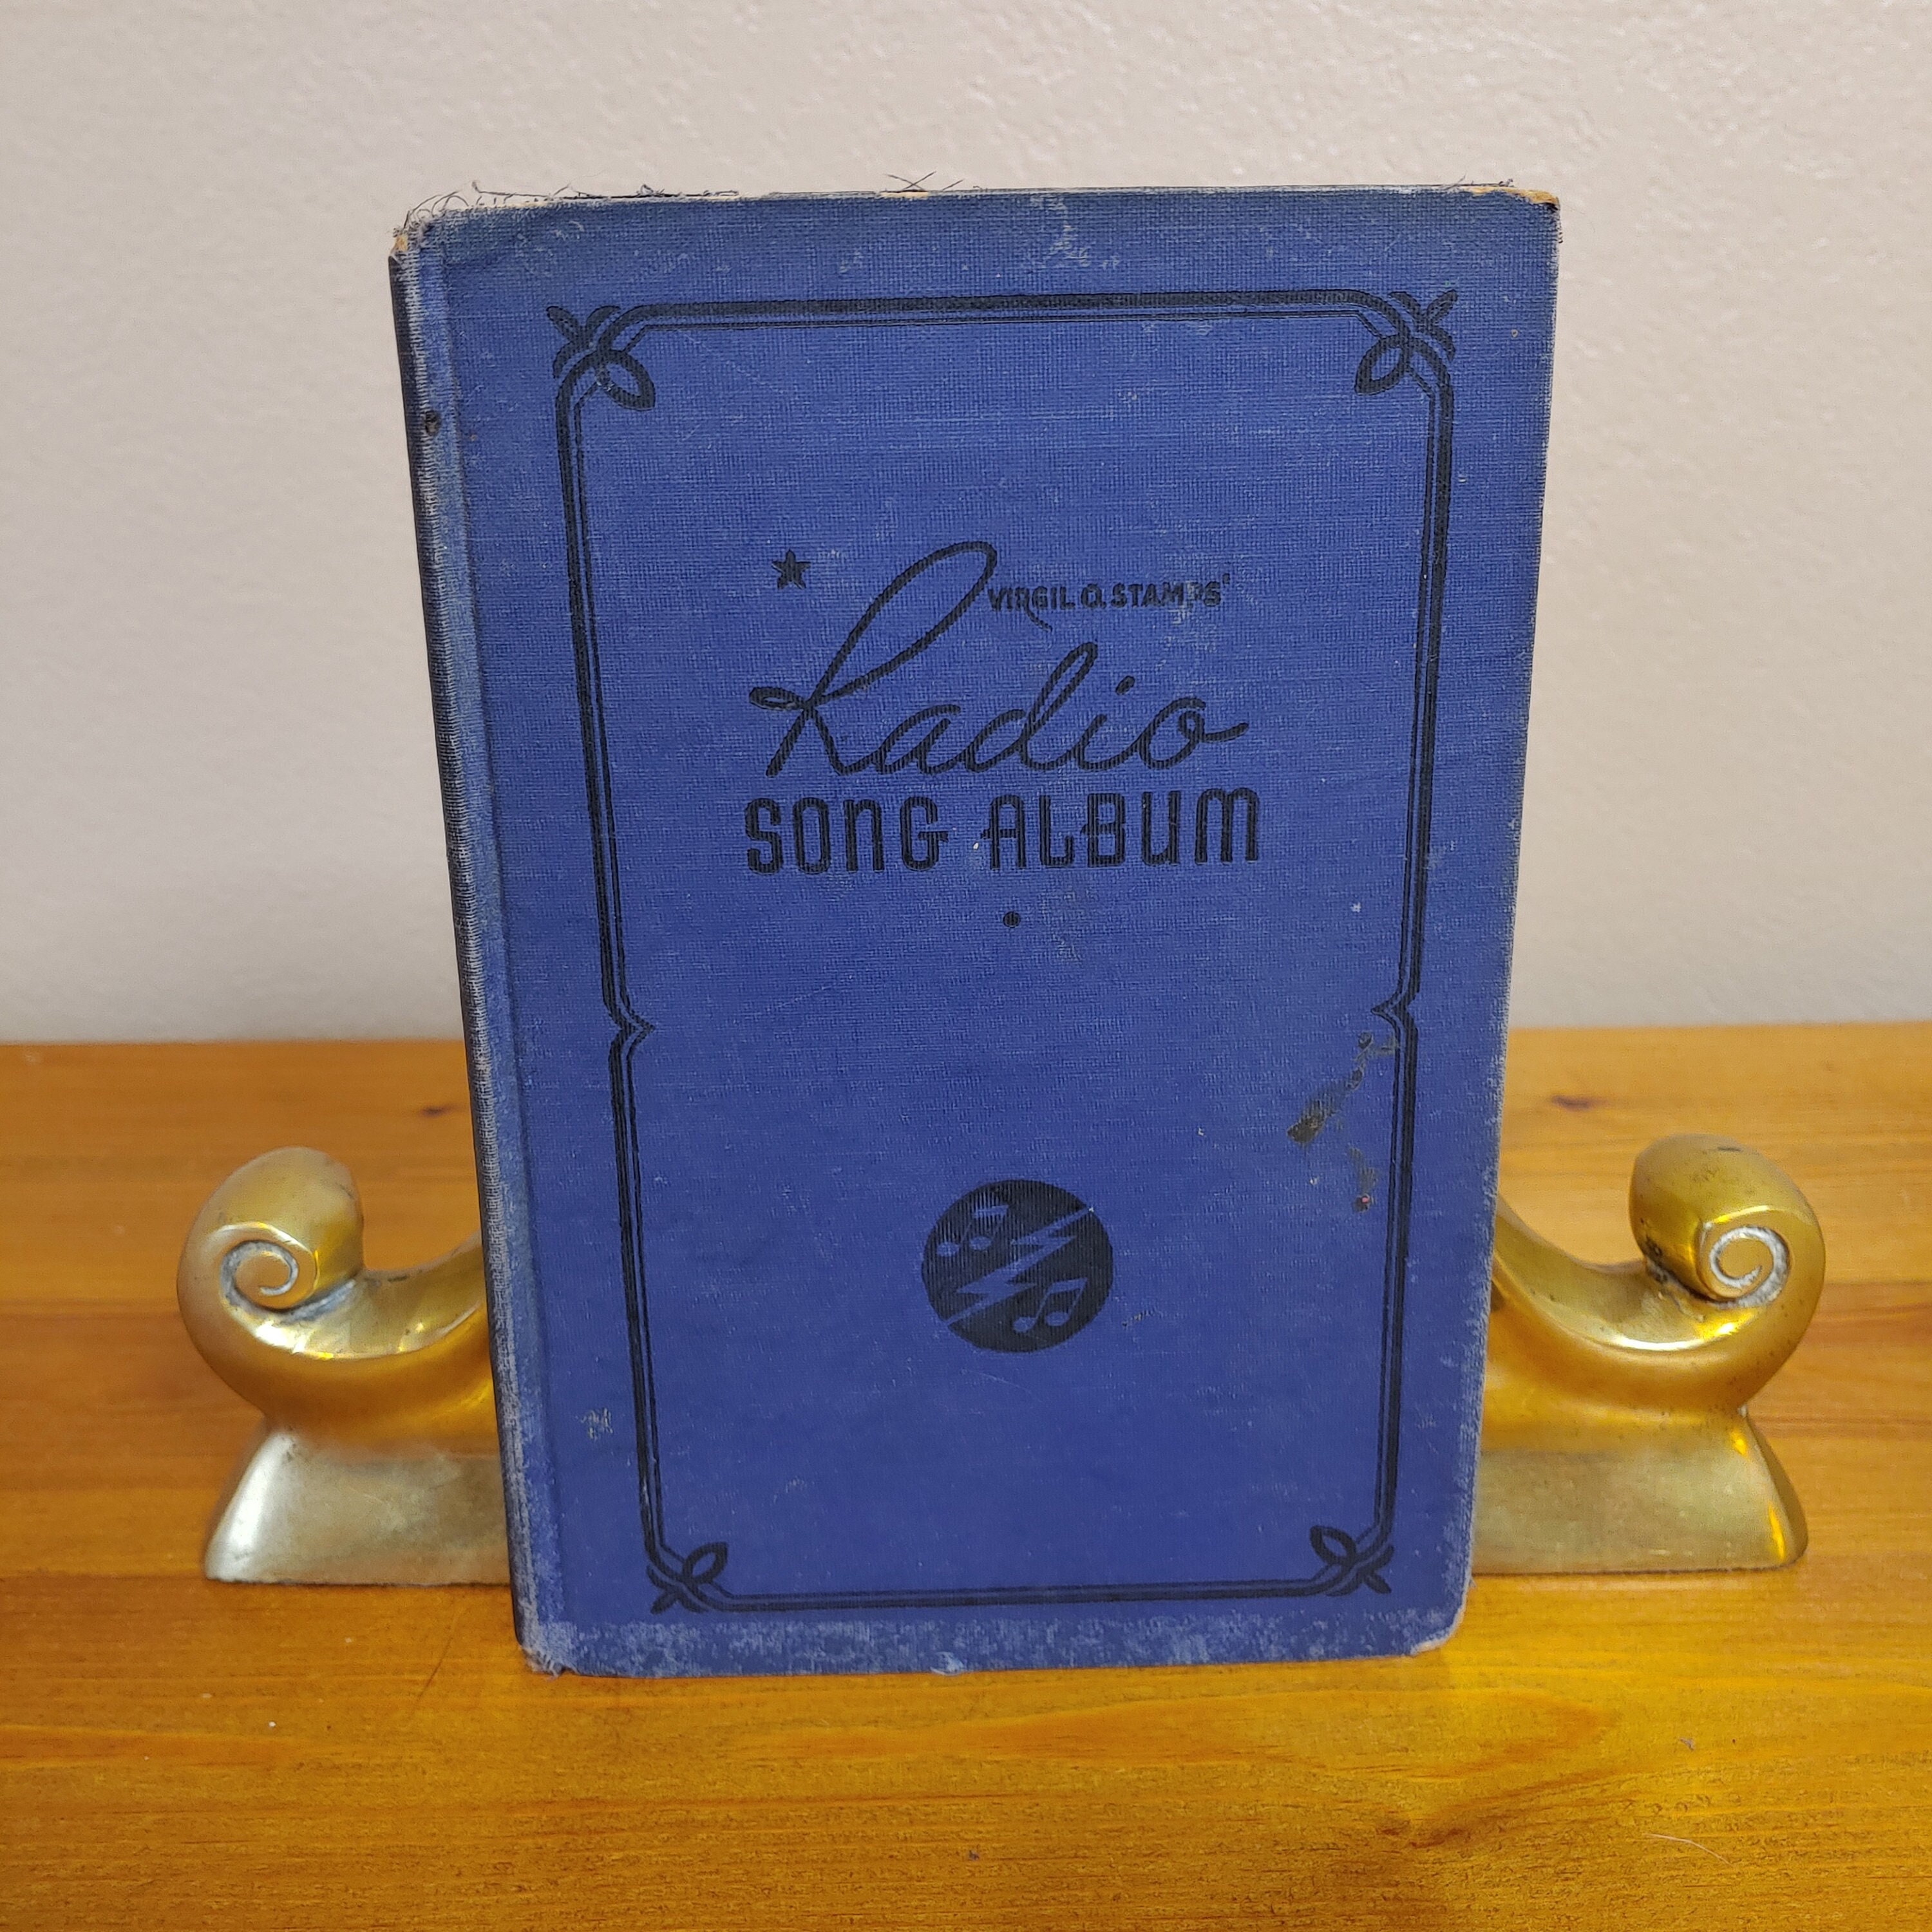 VIRGIL O. STAMPS'
Radio
SONG ALBUM